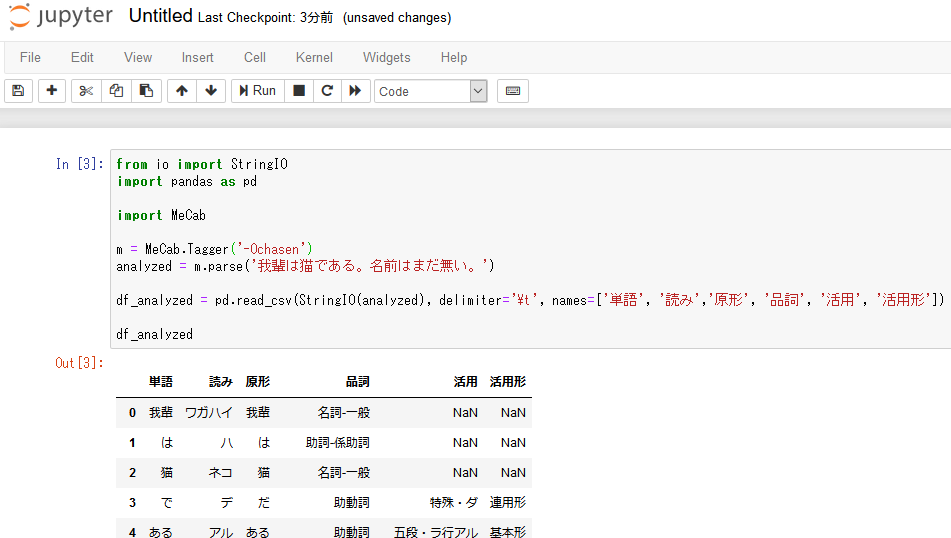 jupyter Untitled Last Checkpoint: 3分前 (unsaved changes)
File Edit View Insert Cell Kernel Widgets Help
Run Code
In [3]: from io import StringIO
import pandas as pd
import MeCab
m = MeCab.Tagger('-Ochasen')
analyzed = m.parse('我輩は猫である。名前はまだ無い。')
df_analyzed = pd.read_csv(StringIO(analyzed), delimiter='¥t', names=['単語', '読み','原形', '品詞', '活用', '活用形'])
df_analyzed
Out[3]:
単語 読み 原形 品詞 活用 活用形
0 我輩 ワガハイ 我輩 名詞-一般 NaN NaN
1 は ハ は 助詞-係助詞 NaN NaN
2 猫 ネコ 猫 名詞-一般 NaN NaN
3 で デ だ 助動詞 特殊・ダ 連用形
4 ある アル ある 助動詞 五段・ラ行アル 基本形